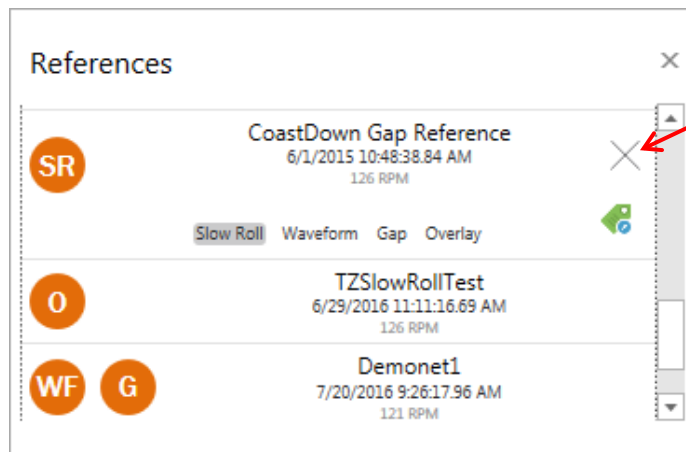 References
CoastDown Gap Reference
SR
6/1/2015 10:48:38.84 AM
126 RPM
Slow Roll Waveform Gap Overlay
TZSlowRollTest
O
6/29/2016 11:11:16.69 AM
126 RPM
Demonet1
WF G
7/20/2016 9:26:17.96 AM
121 RPM